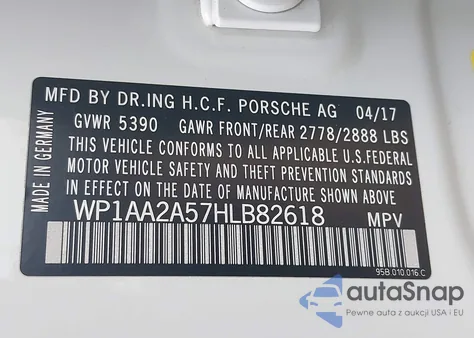 MFD BY DR.ING H.C.F. PORSCHE AG 04/17
GVWR 5390 GAWR FRONT/REAR 2778/2888 LBS
THIS VEHICLE CONFORMS TO ALL APPLICABLE U.S.FEDERAL
MOTOR VEHICLE SAFETY AND THEFT PREVENTION STANDARDS
IN EFFECT ON THE DATE OF MANUFACTURE SHOWN ABOVE
WP1AA2A57HLB82618 MPV
MADE IN GERMANY
95B.010.016 C
autoSnap
Pewne auta z aukcji USA i EU